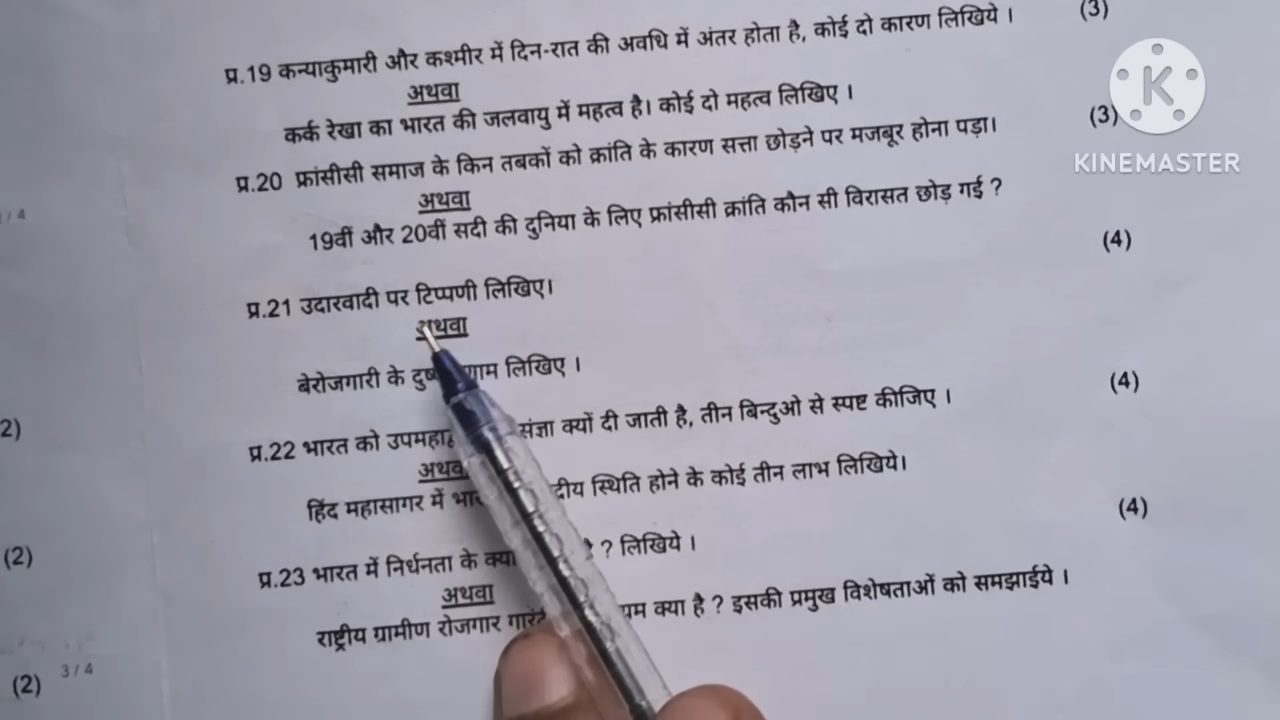 (3)
प्र.19 कन्याकुमारी और कश्मीर में दिन-रात की अवधि में अंतर होता है, कोई दो कारण लिखिये ।
अथवा
कर्क रेखा का भारत की जलवायु में महत्व है। कोई दो महत्व लिखिए ।
K
KINEMASTER
(3)
प्र.20 फ्रांसीसी समाज के किन तबकों को क्रांति के कारण सत्ता छोड़ने पर मजबूर होना पड़ा।
अथवा
19वीं और 20वीं सदी की दुनिया के लिए फ्रांसीसी क्रांति कौन सी विरासत छोड़ गई ?
(4)
प्र.21 उदारवादी पर टिप्पणी लिखिए।
अथवा
बेरोजगारी के लिखिए ।
(4)
प्र.22 भारत को संज्ञा क्यों दी जाती है, तीन बिन्दुओ से स्पष्ट कीजिए ।
हिंद महासागर में स्थिति होने के कोई तीन लाभ लिखिये।
(4)
प्र.23 भारत में निर्धनता के क्या ? लिखिये ।
अथवा
राष्ट्रीय ग्रामीण रोजगार क्या है ? इसकी प्रमुख विशेषताओं को समझाईये ।
2)
(2)
(2)
3/4